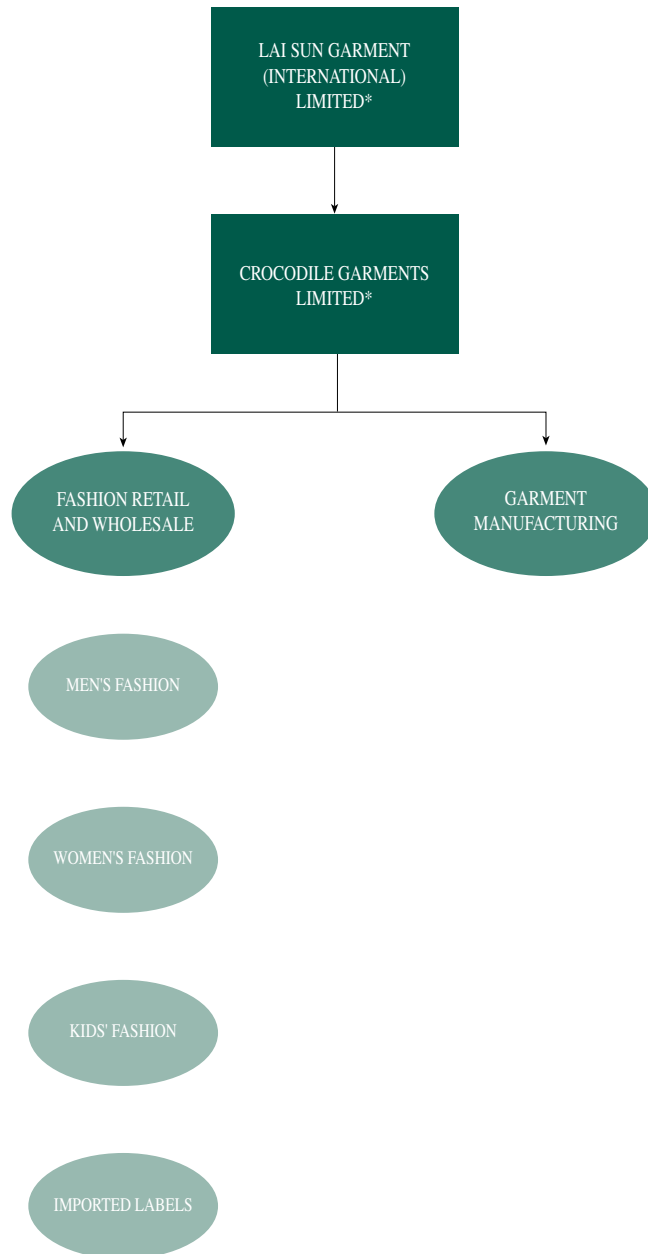 LAI SUN GARMENT
(INTERNATIONAL)
LIMITED*
CROCODILE GARMENTS
LIMITED*
FASHION RETAIL
AND WHOLESALE
GARMENT
MANUFACTURING
MEN'S FASHION
WOMEN'S FASHION
KIDS' FASHION
IMPORTED LABELS